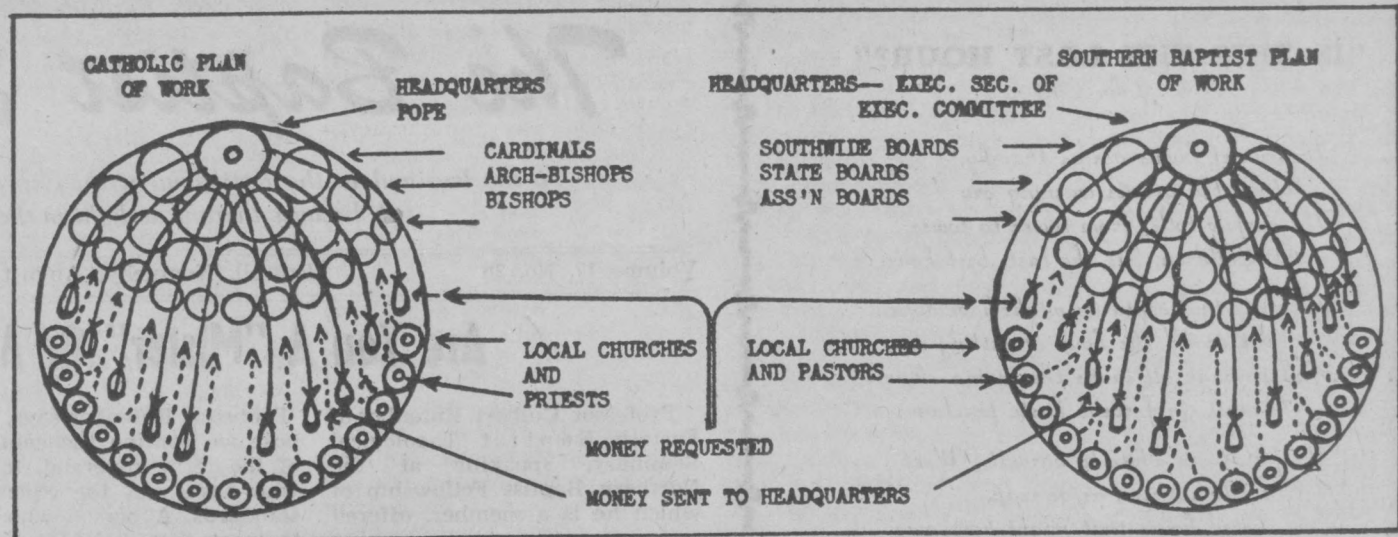 CATHOLIC PLAN
OF WORK
HEADQUARTERS
POPE
CARDINALS
ARCH-BISHOPS
BISHOPS
LOCAL CHURCHES
AND
PRIESTS
HEADQUARTERS— EXEC. SEC. OF
EXEC. COMMITTEE
SOUTHERN BAPTIST PLAN
OF WORK
SOUTHWIDE BOARDS
STATE BOARDS
ASS'N BOARDS
LOCAL CHURCHES
AND PASTORS
MONEY REQUESTED
MONEY SENT TO HEADQUARTERS